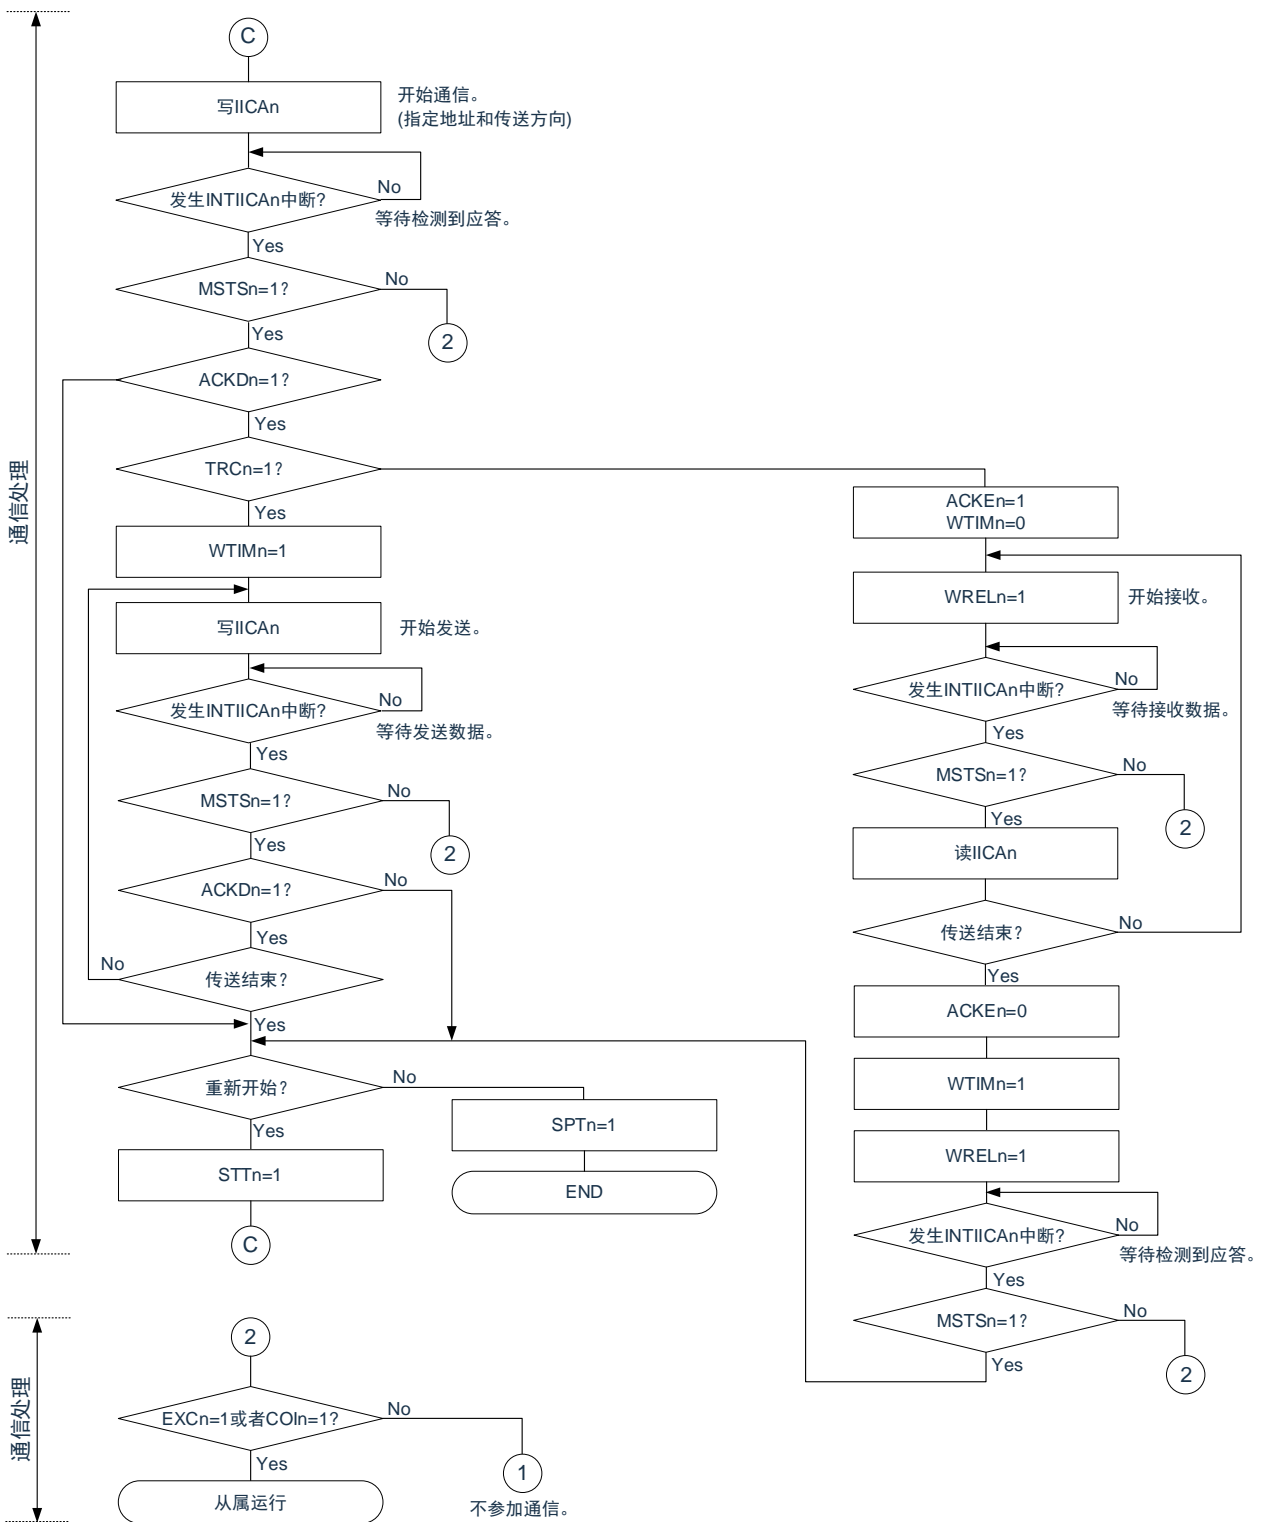 C
写IICAn
开始通信。
(指定地址和传送方向)
发生INTIICAn中断?
No
等待检测到应答。
Yes
MSTSn=1?
No
2
Yes
ACKDn=1?
Yes
TRCn=1?
Yes
WTIMn=1
写IICAn
开始发送。
发生INTIICAn中断?
No
等待发送数据。
Yes
MSTSn=1?
No
2
Yes
ACKDn=1?
No
Yes
传送结束?
No
Yes
重新开始?
No
Yes
SPTn=1
END
STTn=1
C
ACKEn=1
WTIMn=0
WRELn=1
开始接收。
发生INTIICAn中断?
No
等待接收数据。
Yes
MSTSn=1?
No
2
Yes
读IICAn
传送结束?
No
Yes
ACKEn=0
WTIMn=1
WRELn=1
发生INTIICAn中断?
No
等待检测到应答。
Yes
MSTSn=1?
No
2
Yes
通信处理
2
EXCn=1或者COIn=1?
No
1
不参加通信。
Yes
从属运行
通信处理